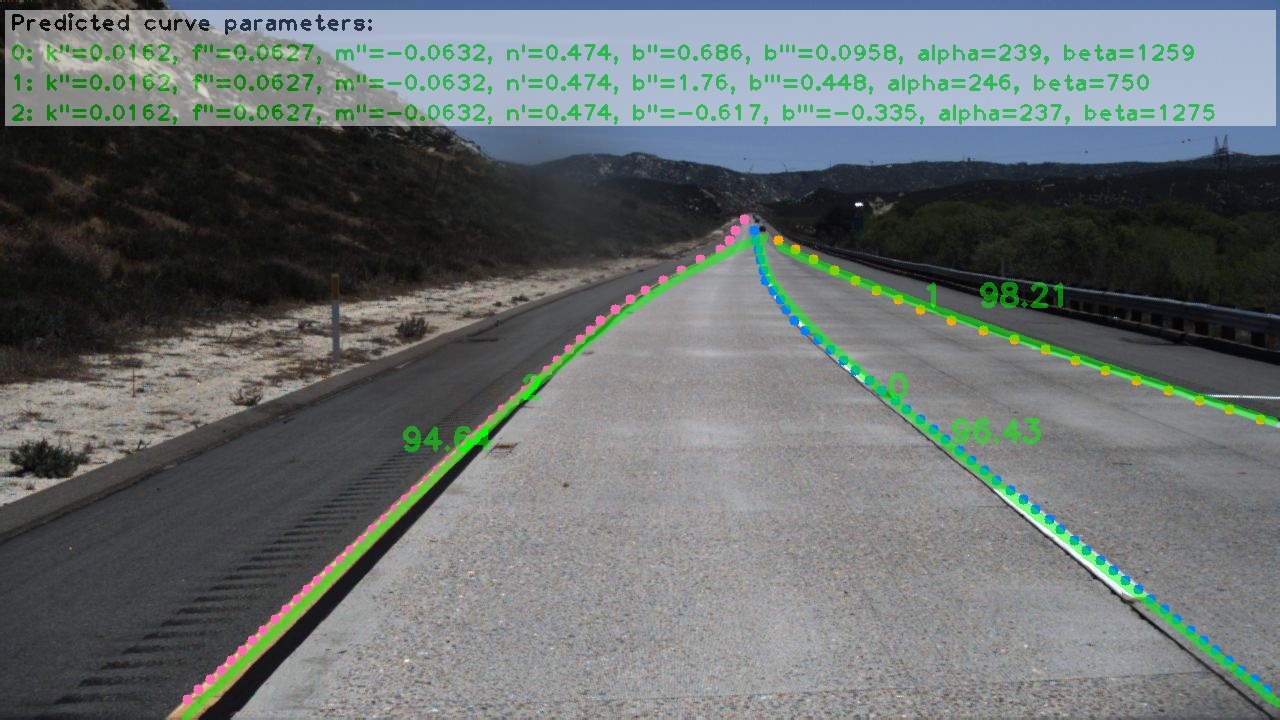 Predicted curve parameters:
0: k"=0.0162, f"=0.0627, m"=-0.0632, n'=0.474, b"=0.686, b'''=0.0958, alpha=239, beta=1259
1: k"=0.0162, f"=0.0627, m"=-0.0632, n'=0.474, b"=1.76, b'''=0.448, alpha=246, beta=750
2: k"=0.0162, f"=0.0627, m"=-0.0632, n'=0.474, b"=-0.617, b'''=-0.335, alpha=237, beta=1275
1 98.21
2 0
94.64 96.43